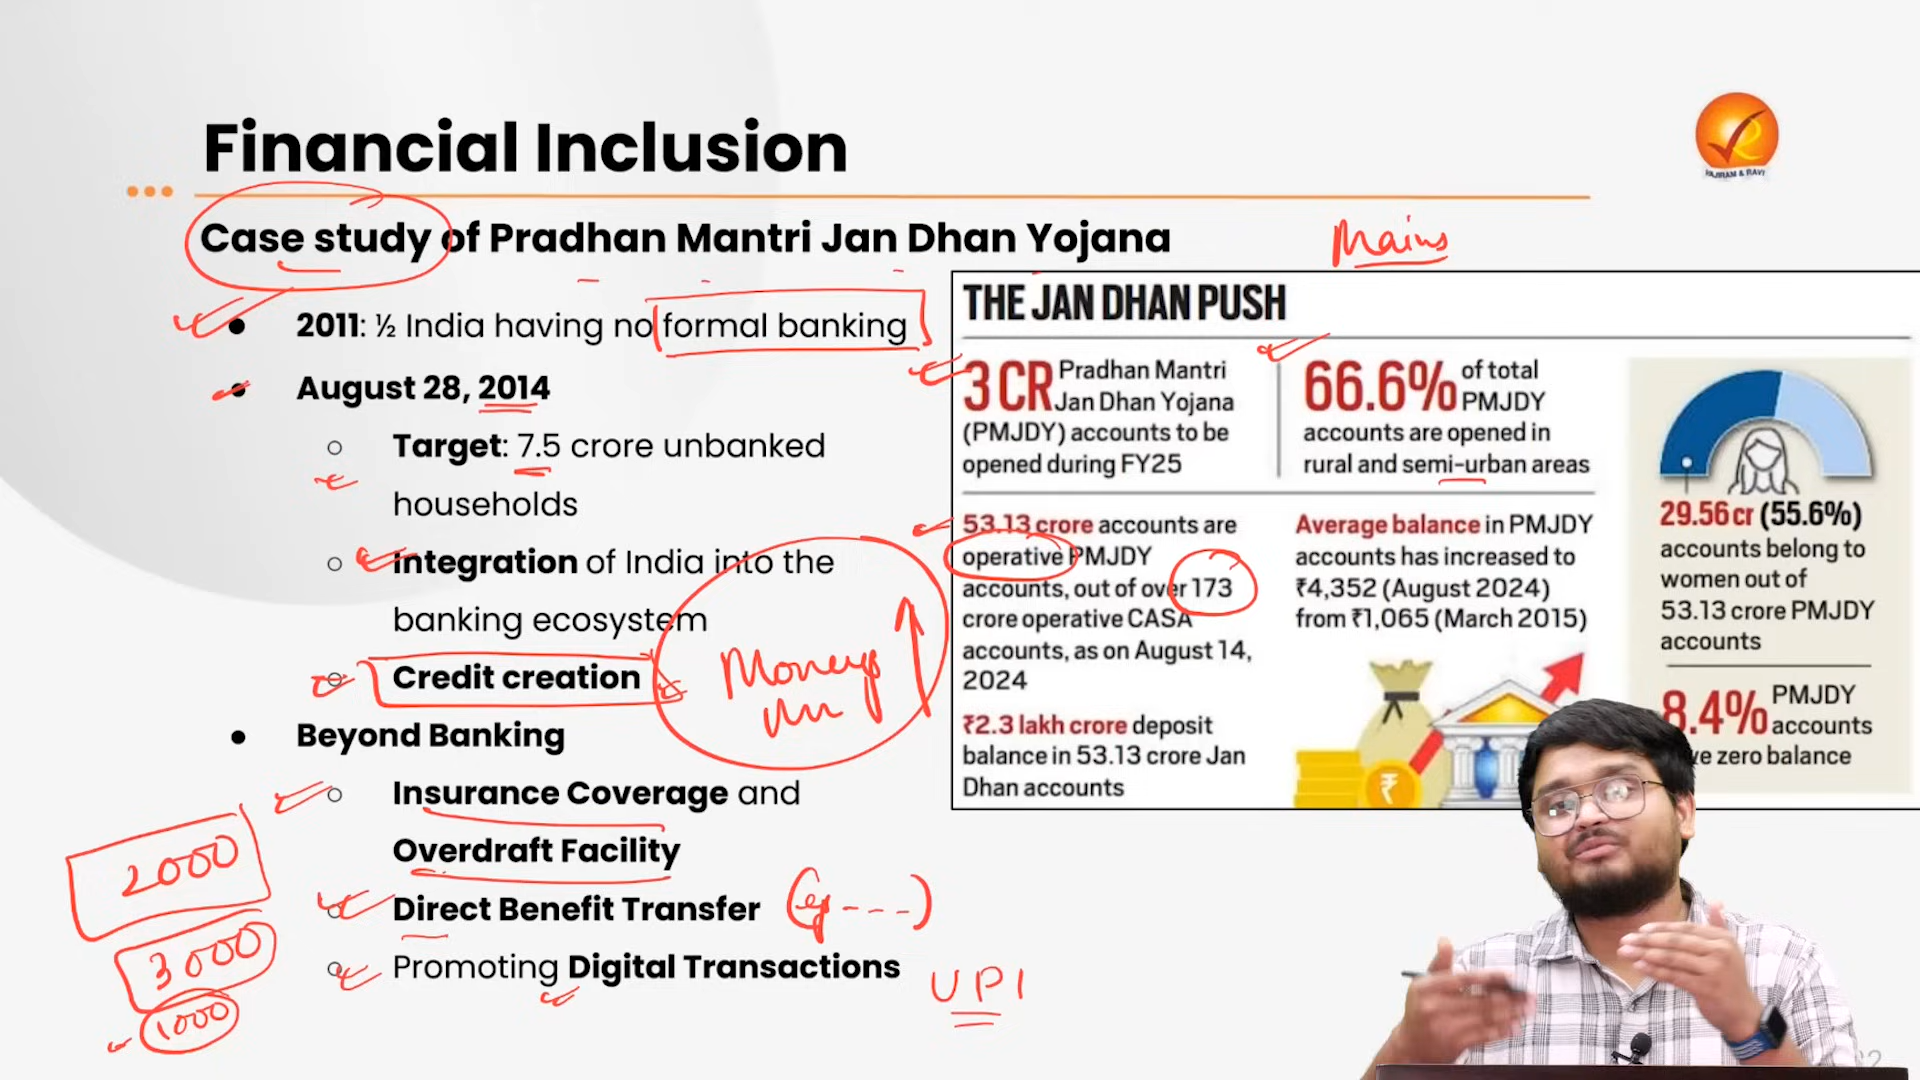 Financial Inclusion
VAJIRAM & RAVI
Case study of Pradhan Mantri Jan Dhan Yojana
Mains
2011: ½ India having no formal banking
August 28, 2014
Target: 7.5 crore unbanked
households
Integration of India into the
banking ecosystem
Credit creation
Money
Beyond Banking
Insurance Coverage and
Overdraft Facility
Direct Benefit Transfer
Promoting Digital Transactions
UPI
2000
3000
1000
THE JAN DHAN PUSH
3 CR Pradhan Mantri
Jan Dhan Yojana
(PMJDY) accounts to be
opened during FY25
66.6% of total
PMJDY
accounts are opened in
rural and semi-urban areas
53.13 crore accounts are
operative PMJDY
accounts, out of over 173
crore operative CASA
accounts, as on August 14,
2024
₹2.3 lakh crore deposit
balance in 53.13 crore Jan
Dhan accounts
Average balance in PMJDY
accounts has increased to
₹4,352 (August 2024)
from ₹1,065 (March 2015)
₹
29.56 cr (55.6%)
accounts belong to
women out of
53.13 crore PMJDY
accounts
8.4% PMJDY
accounts
zero balance